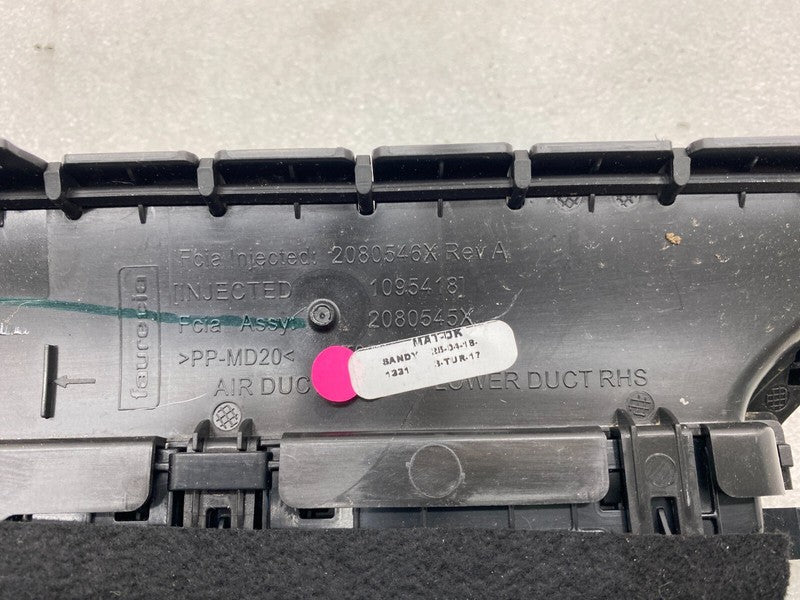 Fcia Injected: 2080546X Rev A
[INJECTED 1095418]
Fcia Assy: 2080545X
>PP-MD20<
AIR DUC LOWER DUCT RHS
faurecia
MAT-OK
SANDY
1331